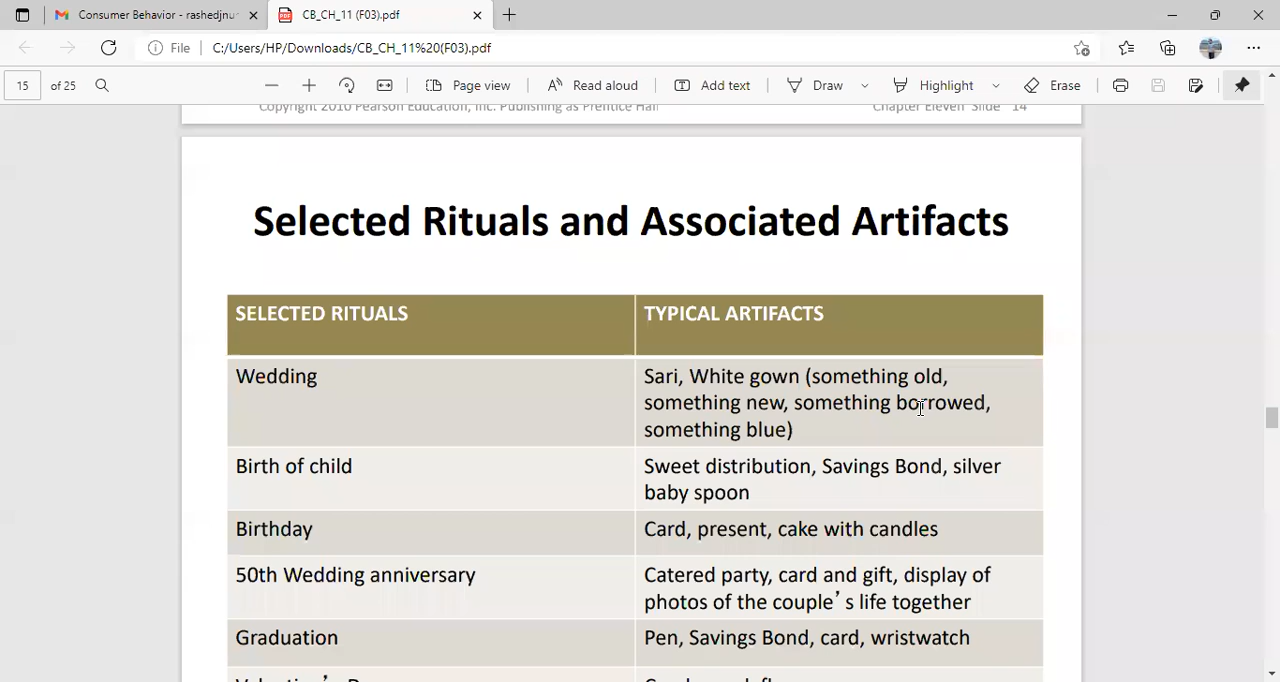 Consumer Behavior - rashedjnu
CB_CH_11 (F03).pdf
File
C:/Users/HP/Downloads/CB_CH_11%20(F03).pdf
15 of 25
Page view
Read aloud
Add text
Draw
Highlight
Erase
Copyright 2010 Pearson Education, Inc. Publishing as Prentice Hall
Chapter Eleven Slide 14
Selected Rituals and Associated Artifacts
SELECTED RITUALS
TYPICAL ARTIFACTS
Wedding
Sari, White gown (something old,
something new, something borrowed,
something blue)
Birth of child
Sweet distribution, Savings Bond, silver
baby spoon
Birthday
Card, present, cake with candles
50th Wedding anniversary
Catered party, card and gift, display of
photos of the couple's life together
Graduation
Pen, Savings Bond, card, wristwatch